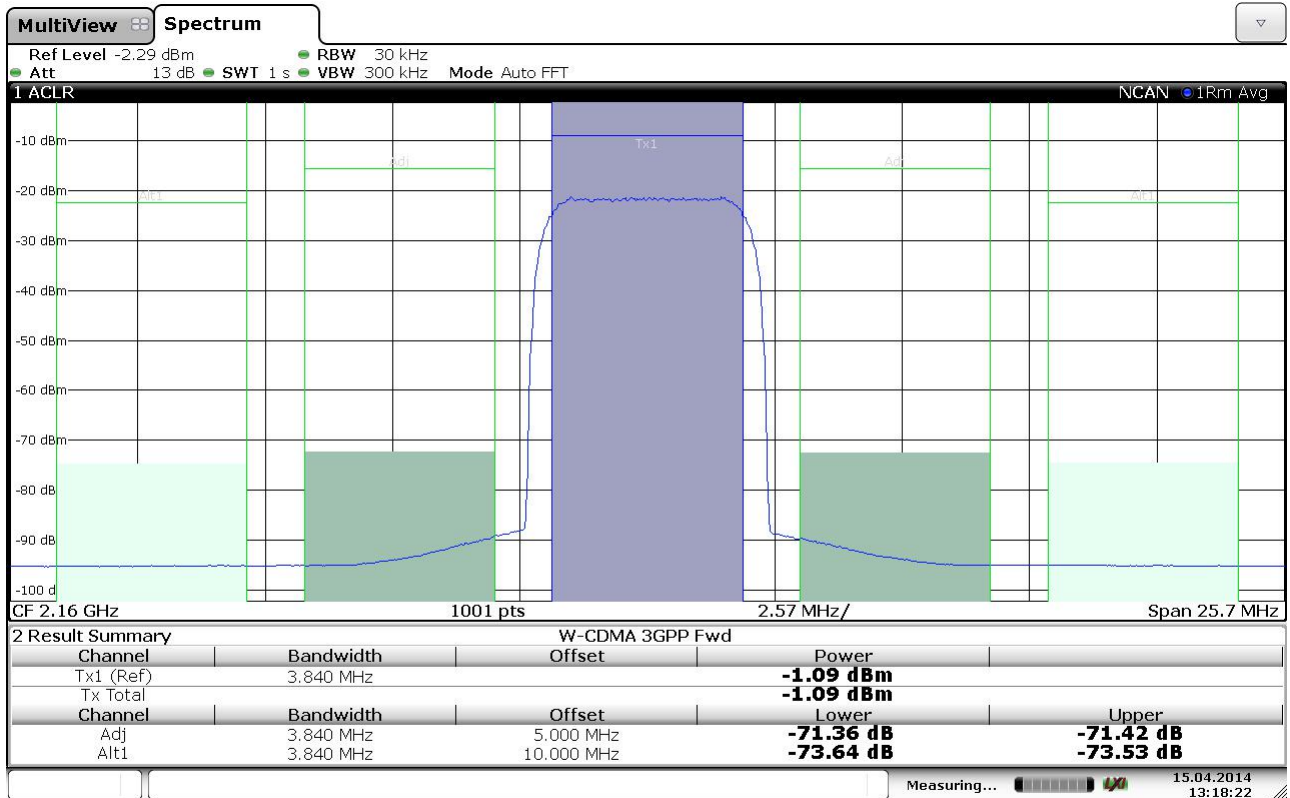 MultiView Spectrum
Ref Level -2.29 dBm RBW 30 kHz
Att 13 dB SWT 1 s VBW 300 kHz Mode Auto FFT
1 ACLR NCAN 1Rm Avg
-10 dBm
Tx1
Adj Adj
-20 dBm
Alt1 Alt1
-30 dBm
-40 dBm
-50 dBm
-60 dBm
-70 dBm
-80 dB
-90 dB
-100 d
CF 2.16 GHz 1001 pts 2.57 MHz/ Span 25.7 MHz
2 Result Summary W-CDMA 3GPP Fwd
Channel Bandwidth Offset Power
Tx1 (Ref) 3.840 MHz -1.09 dBm
Tx Total -1.09 dBm
Channel Bandwidth Offset Lower Upper
Adj 3.840 MHz 5.000 MHz -71.36 dB -71.42 dB
Alt1 3.840 MHz 10.000 MHz -73.64 dB -73.53 dB
Measuring... LXI 15.04.2014
13:18:22